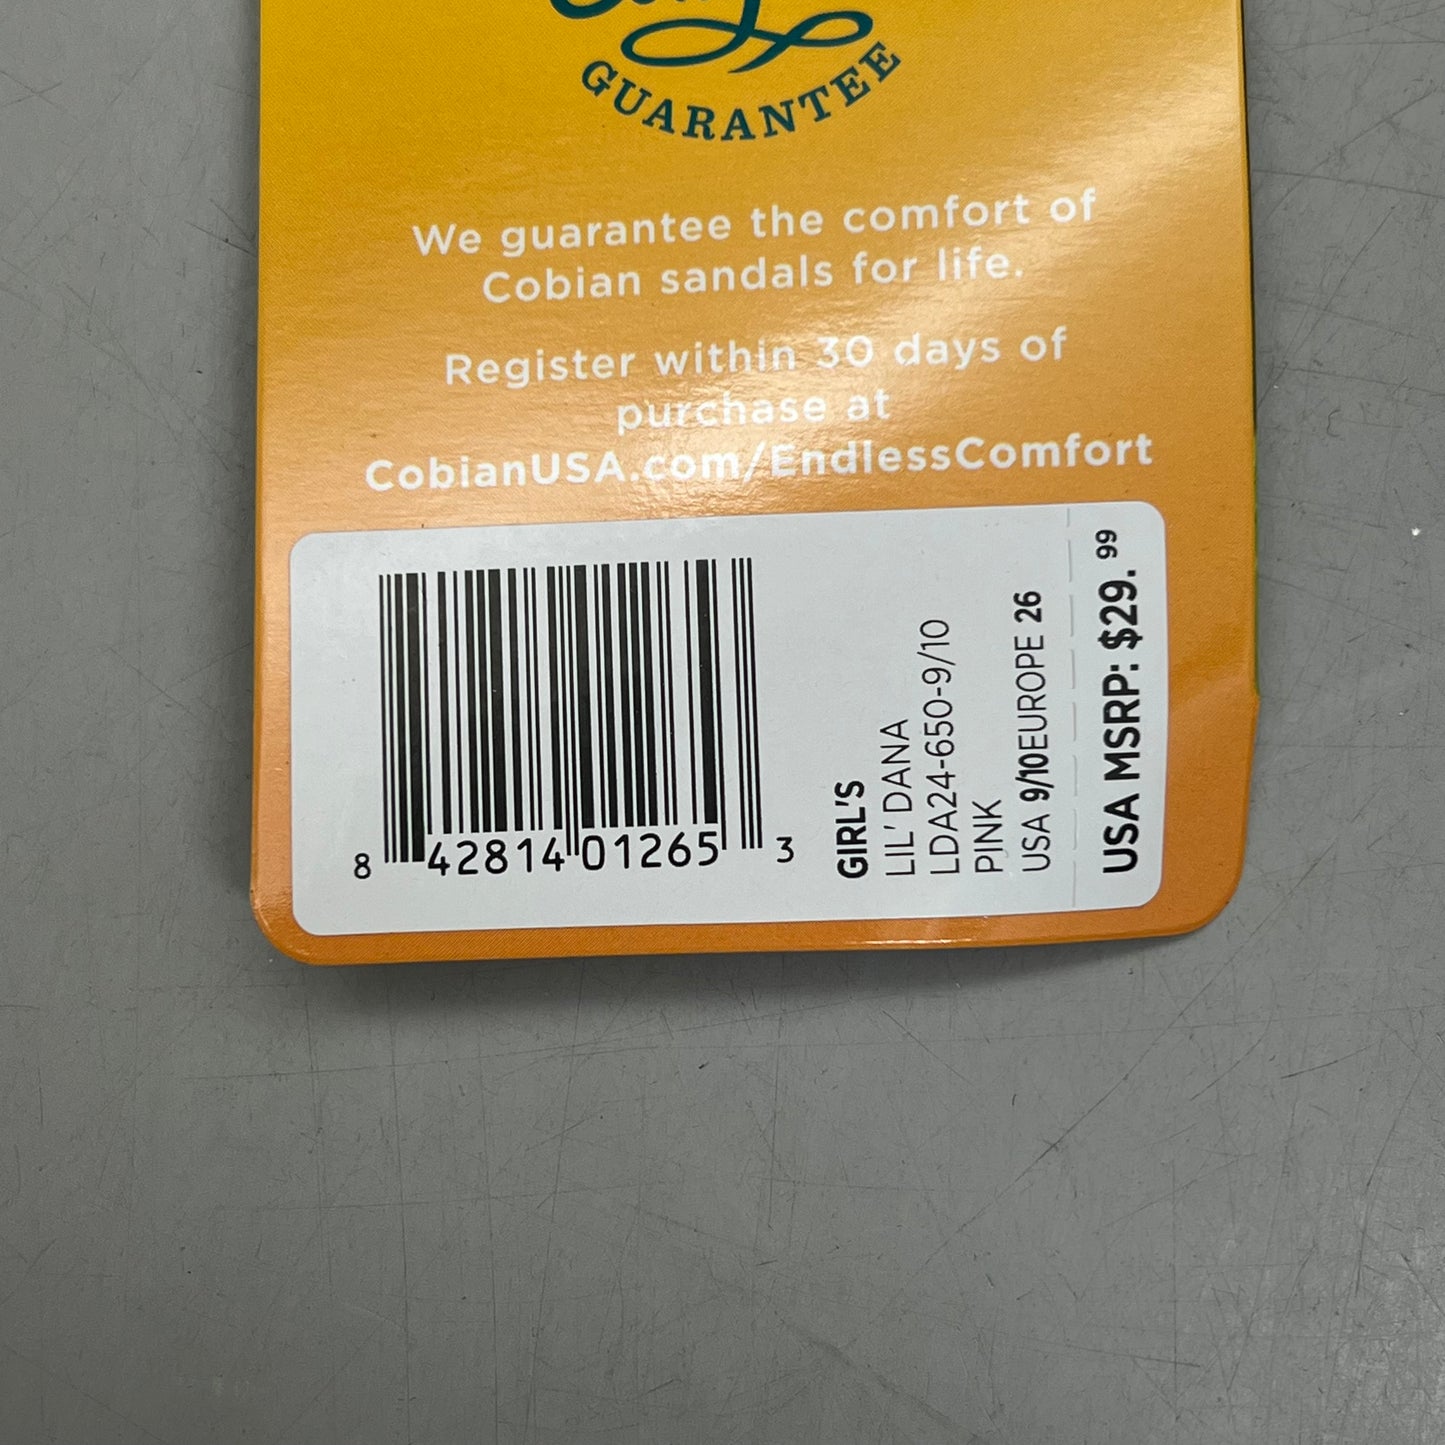 GUARANTEE
We guarantee the comfort of
Cobian sandals for life.
Register within 30 days of
purchase at
CobianUSA.com/EndlessComfort
8 42814 01265 3
GIRL'S
LIL' DANA
LDA24-650-9/10
PINK
USA 9/10EUROPE 26
USA MSRP: $29.99